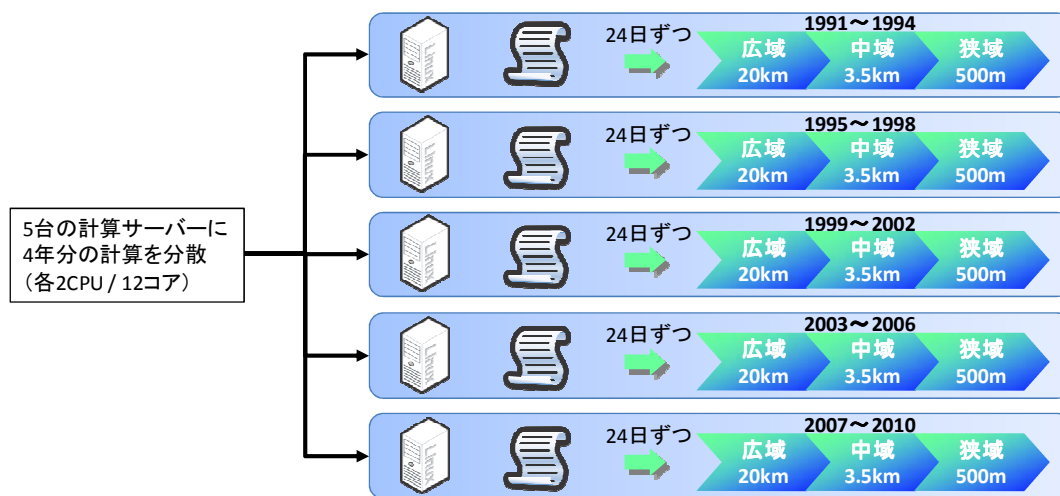 5台の計算サーバーに
4年分の計算を分散
（各2CPU / 12コア）
Linux
24日ずつ
1991～1994
広域
20km
中域
3.5km
狭域
500m
Linux
24日ずつ
1995～1998
広域
20km
中域
3.5km
狭域
500m
Linux
24日ずつ
1999～2002
広域
20km
中域
3.5km
狭域
500m
Linux
24日ずつ
2003～2006
広域
20km
中域
3.5km
狭域
500m
Linux
24日ずつ
2007～2010
広域
20km
中域
3.5km
狭域
500m